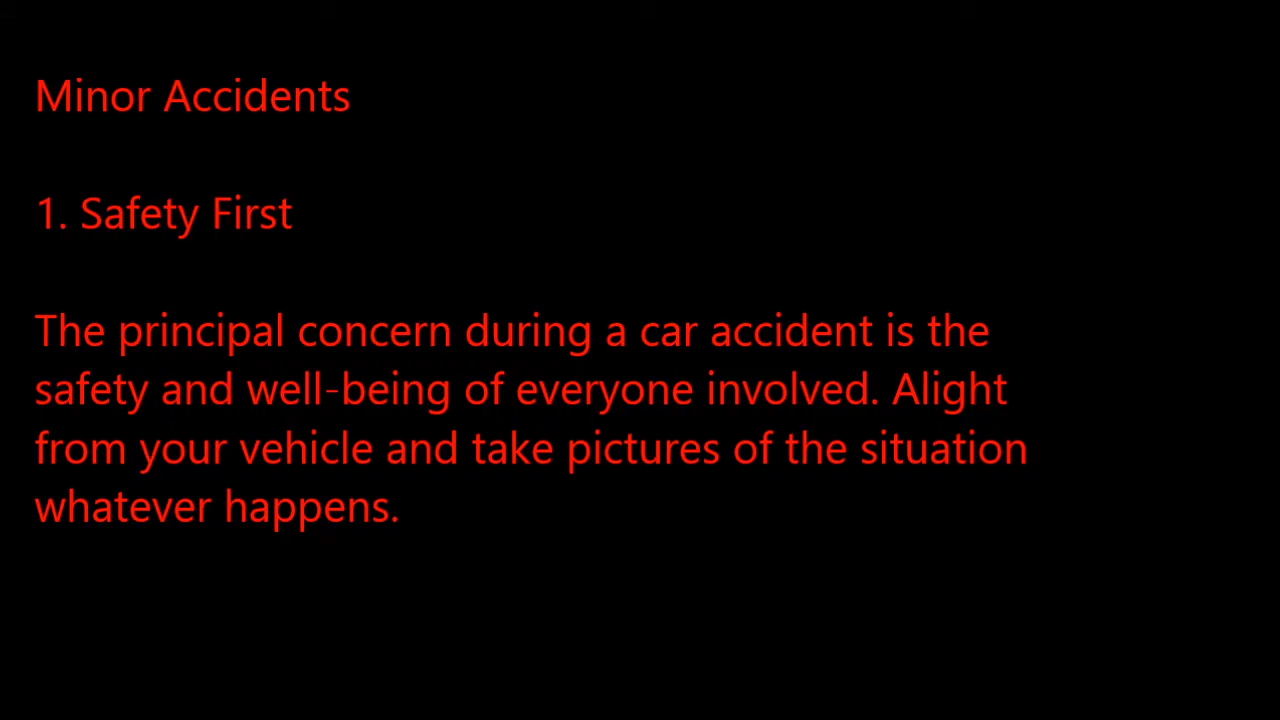 Minor Accidents
1. Safety First
The principal concern during a car accident is the
safety and well-being of everyone involved. Alight
from your vehicle and take pictures of the situation
whatever happens.